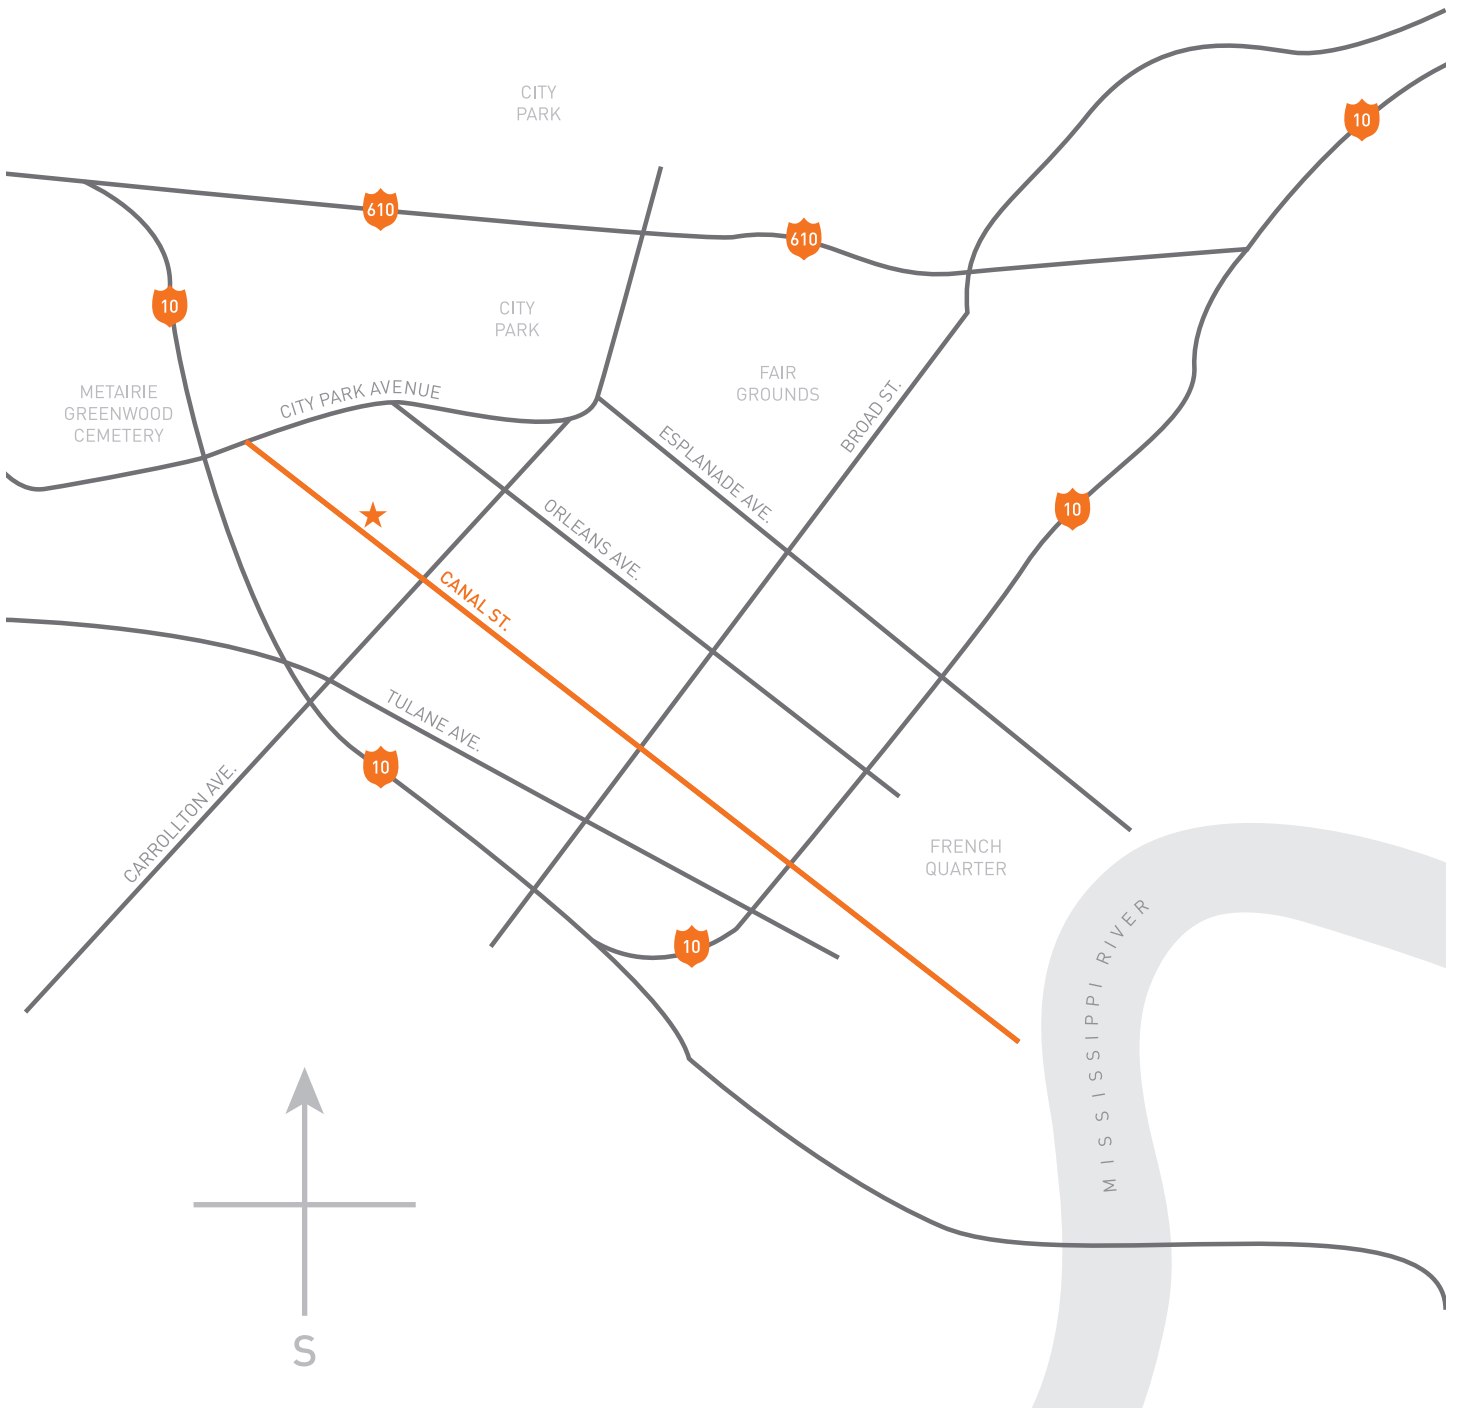 CITY
PARK
10
610
610
10
CITY
PARK
FAIR
GROUNDS
METAIRIE
GREENWOOD
CEMETERY
CITY PARK AVENUE
BROAD ST.
ESPLANADE AVE.
ORLEANS AVE.
10
CANAL ST.
TULANE AVE.
10
CARROLLTON AVE.
FRENCH
QUARTER
10
MISSISSIPPI RIVER
S